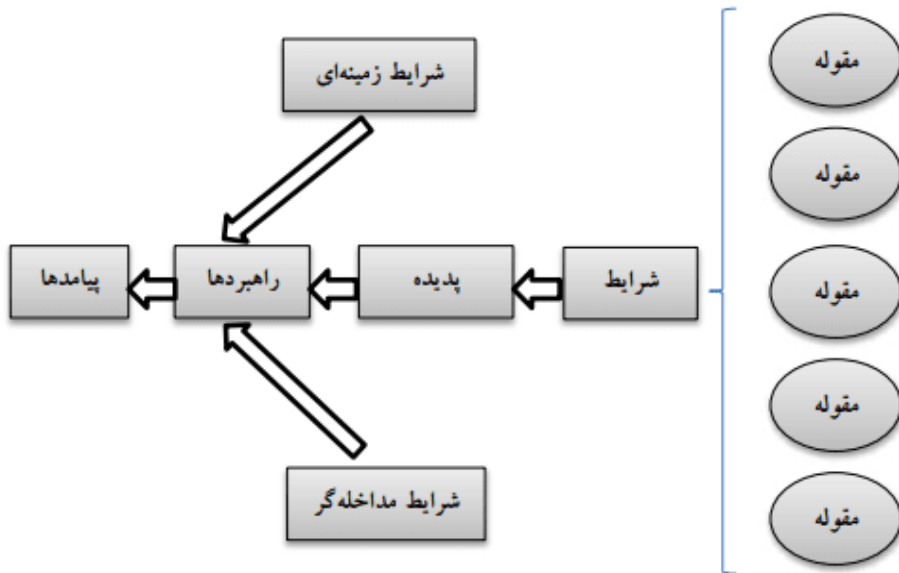 شرایط زمینه‌ای
مقوله
مقوله
مقوله
مقوله
مقوله
شرایط
پدیده
راهبردها
پیامدها
شرایط مداخله‌گر